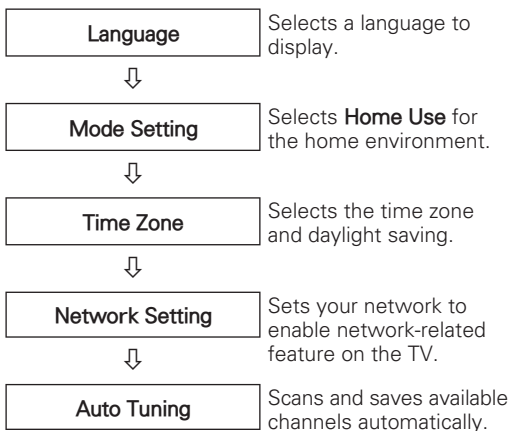 Language
Selects a language to
display.
Mode Setting
Selects Home Use for
the home environment.
Time Zone
Selects the time zone
and daylight saving.
Network Setting
Sets your network to
enable network-related
feature on the TV.
Auto Tuning
Scans and saves available
channels automatically.